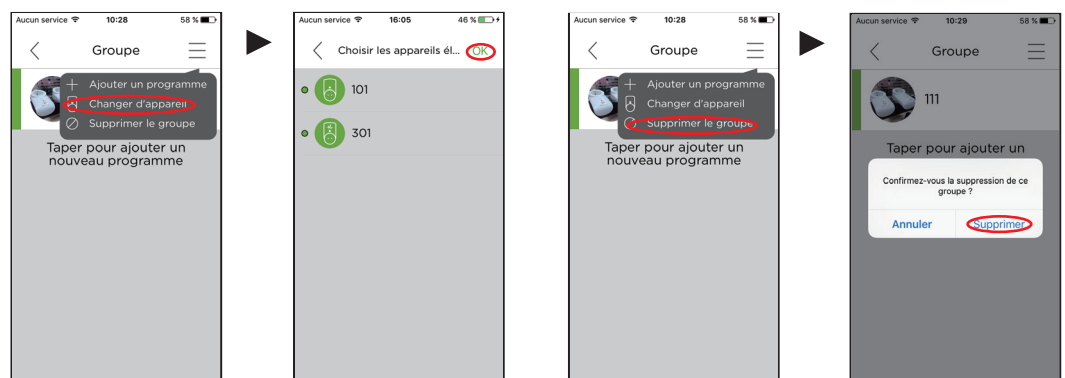 Aucun service 10:28 58 %
Groupe
Ajouter un programme
Changer d'appareil
Supprimer le groupe
Taper pour ajouter un
nouveau programme
Aucun service 16:05 46 %
Choisir les appareils él... OK
101
301
Aucun service 10:28 58 %
Groupe
Ajouter un programme
Changer d'appareil
Supprimer le groupe
Taper pour ajouter un
nouveau programme
Aucun service 10:29 58 %
Groupe
111
Taper pour ajouter un
Confirmez-vous la suppression de ce
groupe ?
Annuler Supprimer